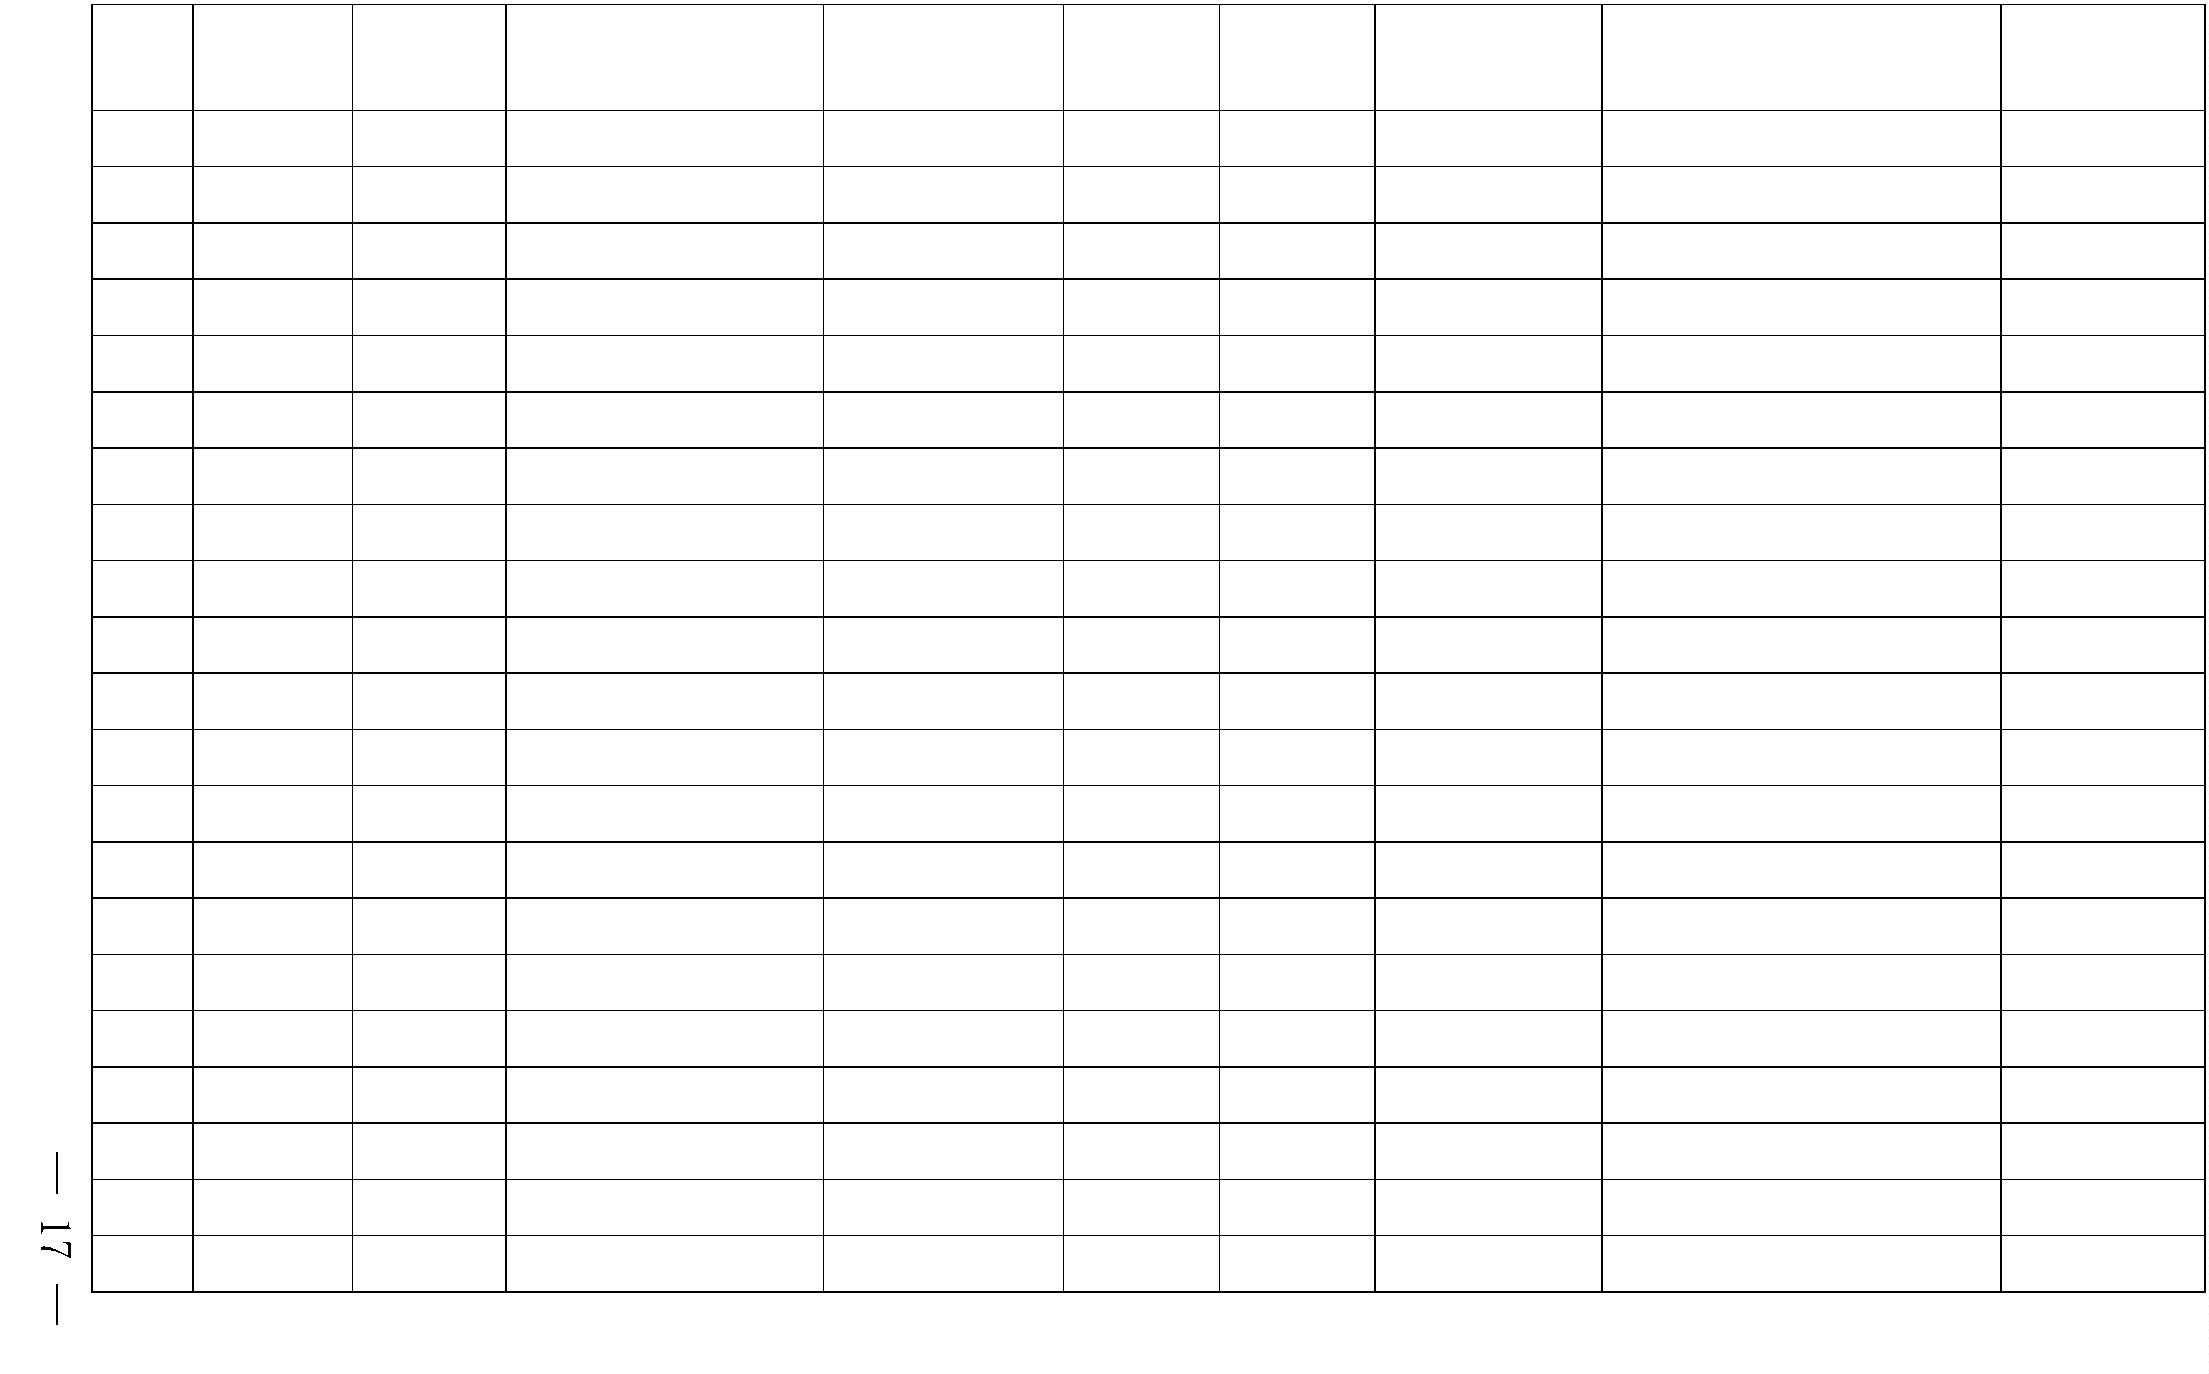 — 17 —